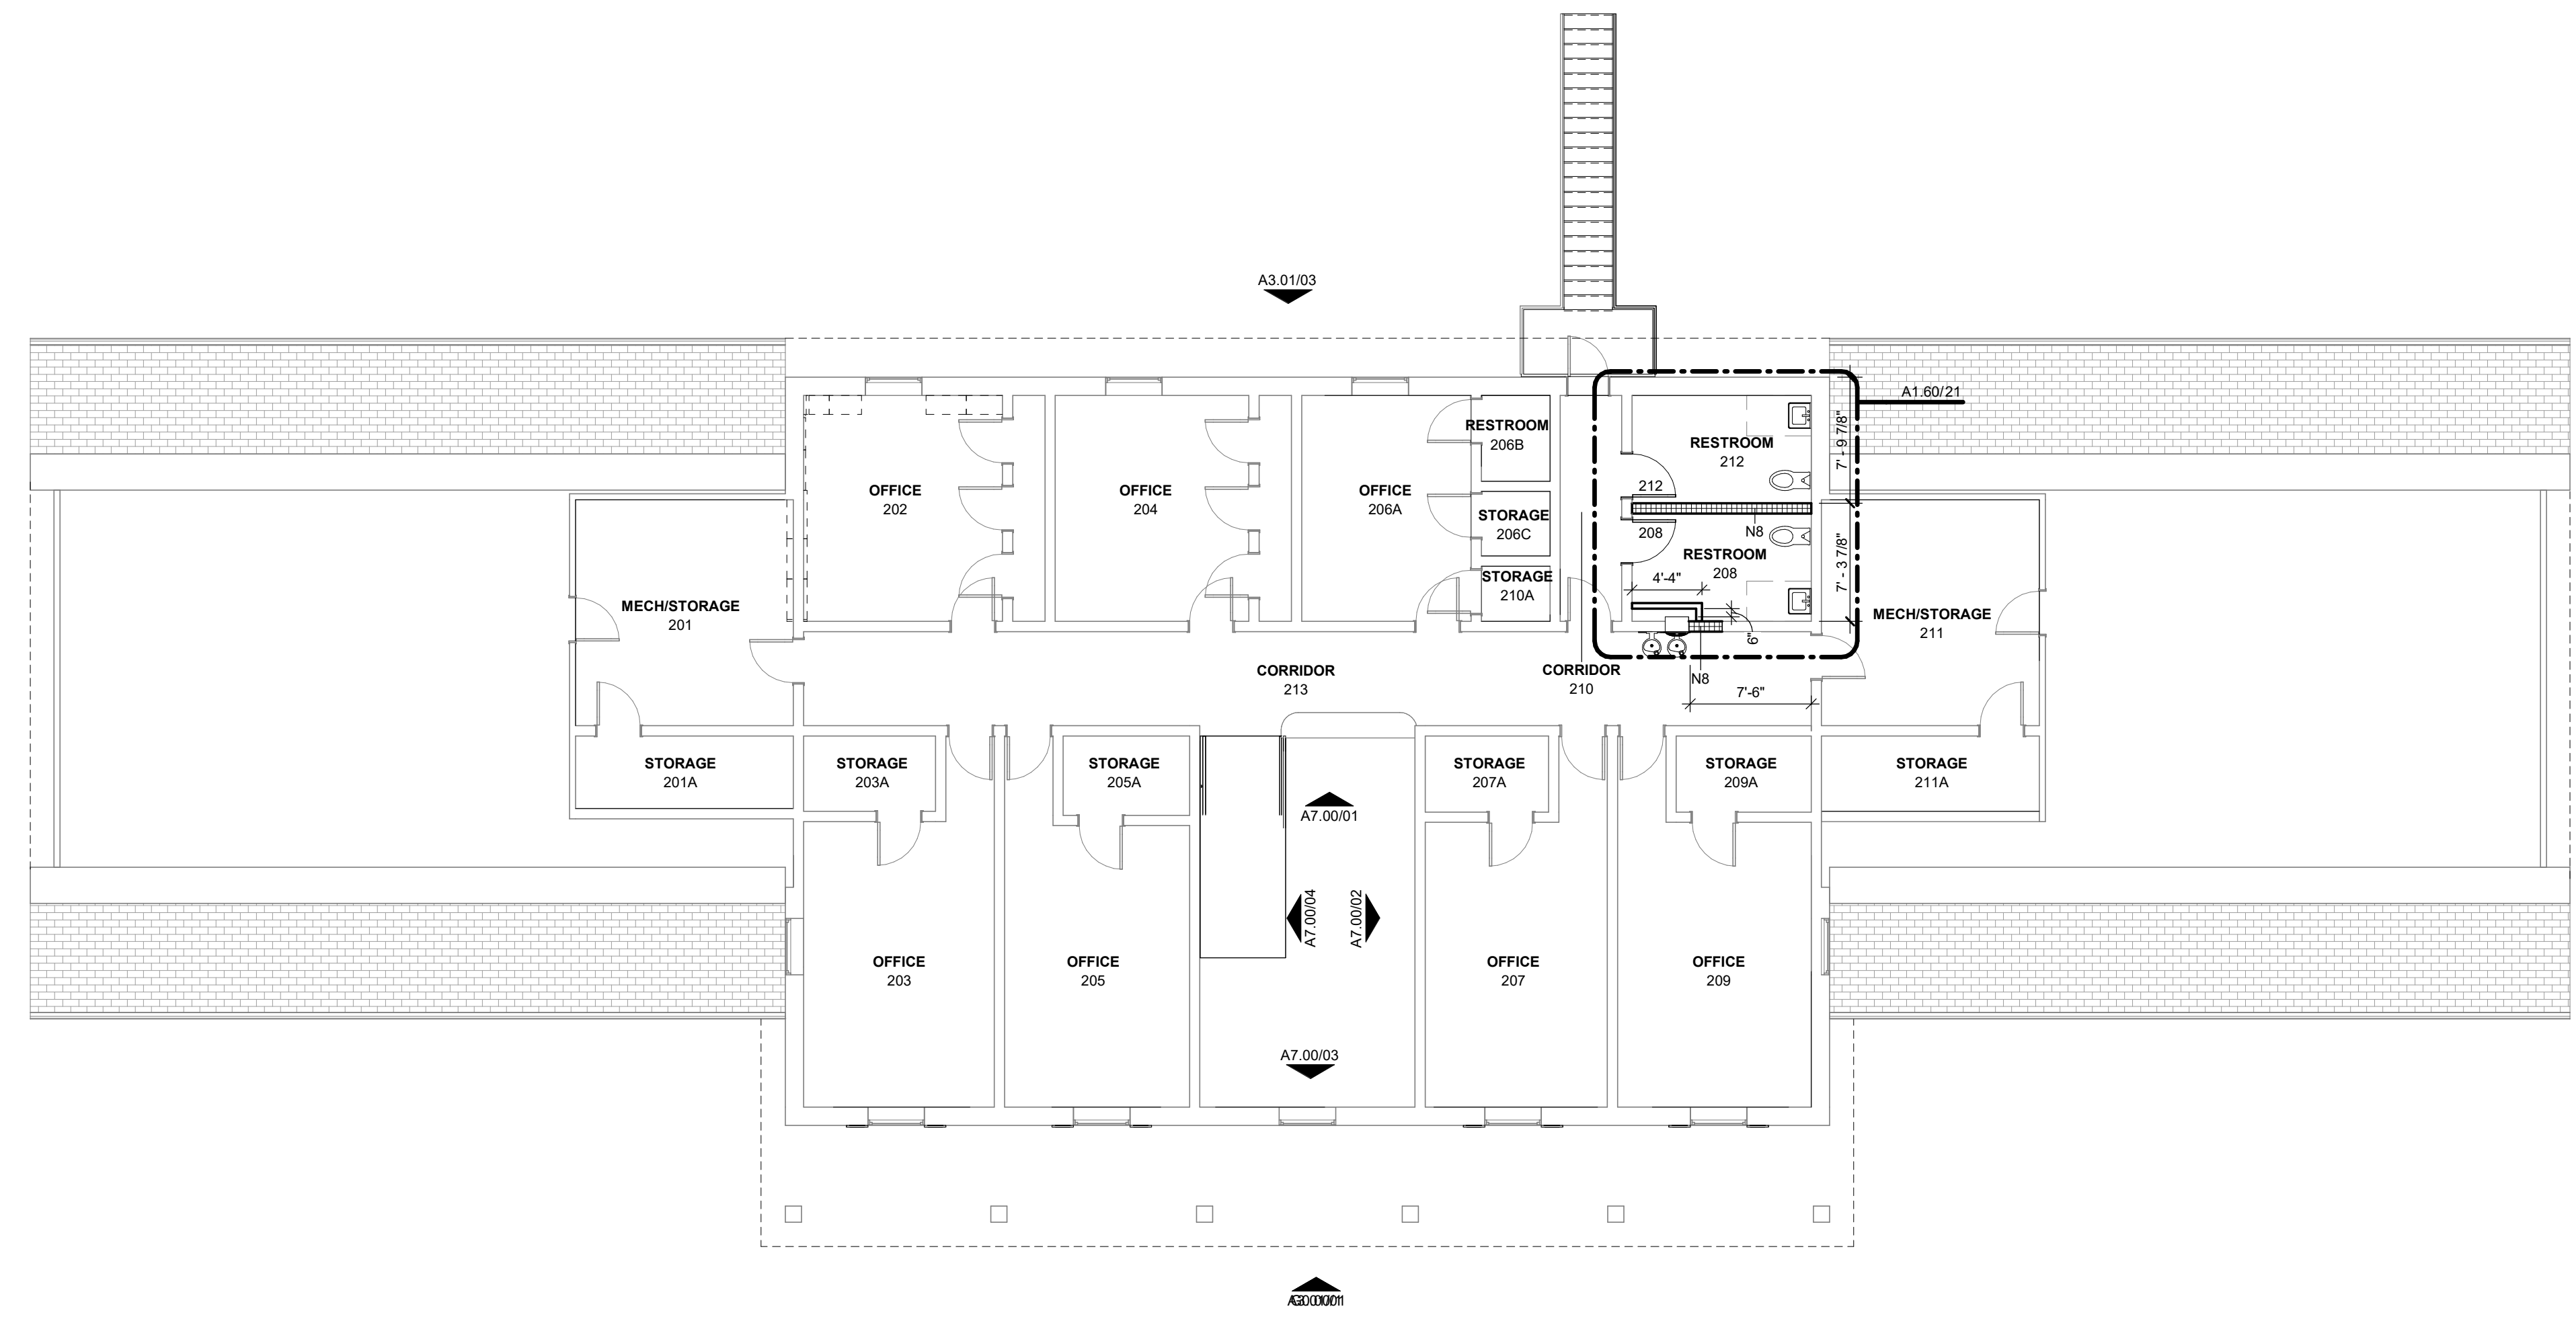 A3.01/03
A1.60/21
7' - 9 7/8"
RESTROOM
206B
RESTROOM
212
OFFICE
202
OFFICE
204
OFFICE
206A
212
STORAGE
206C
208
N8
RESTROOM
208
7' - 3 7/8"
STORAGE
210A
4'-4"
MECH/STORAGE
201
MECH/STORAGE
211
6"
CORRIDOR
213
CORRIDOR
210
N8
7'-6"
STORAGE
201A
STORAGE
203A
STORAGE
205A
STORAGE
207A
STORAGE
209A
STORAGE
211A
A7.00/01
A7.00/04
A7.00/02
OFFICE
203
OFFICE
205
OFFICE
207
OFFICE
209
A7.00/03